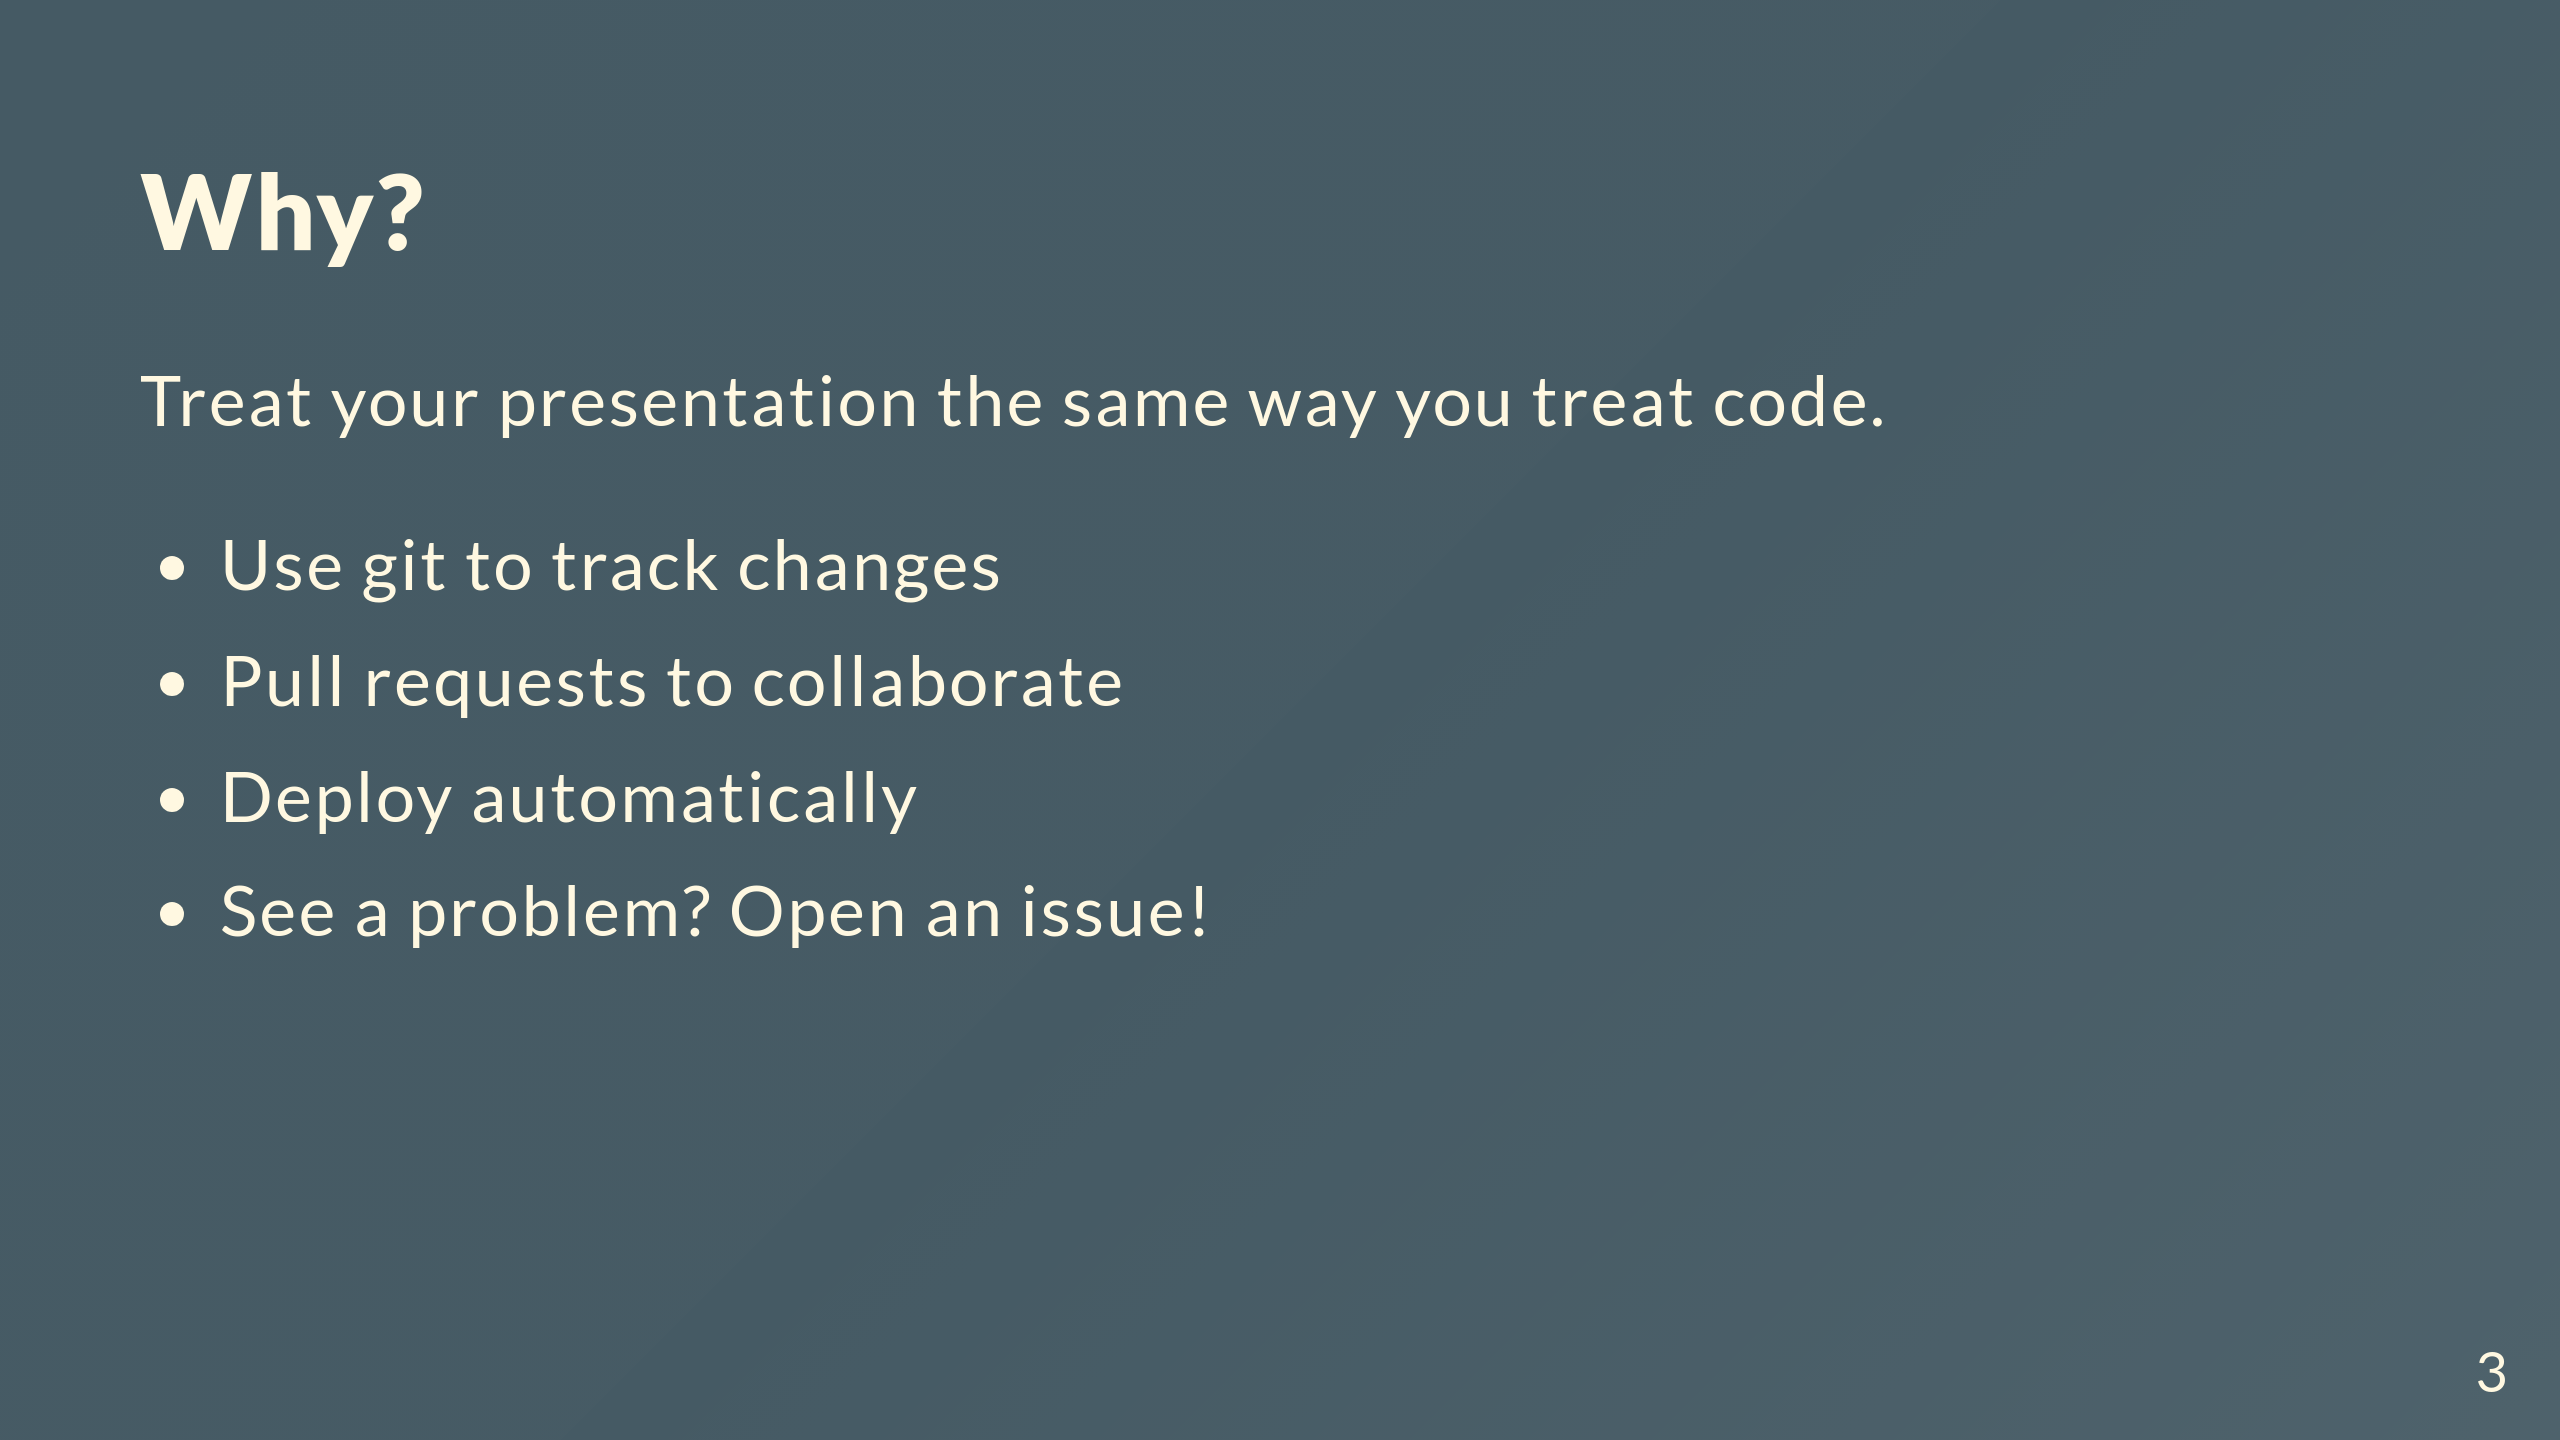 Why?
Treat your presentation the same way you treat code.
• Use git to track changes
• Pull requests to collaborate
• Deploy automatically
• See a problem? Open an issue!
3